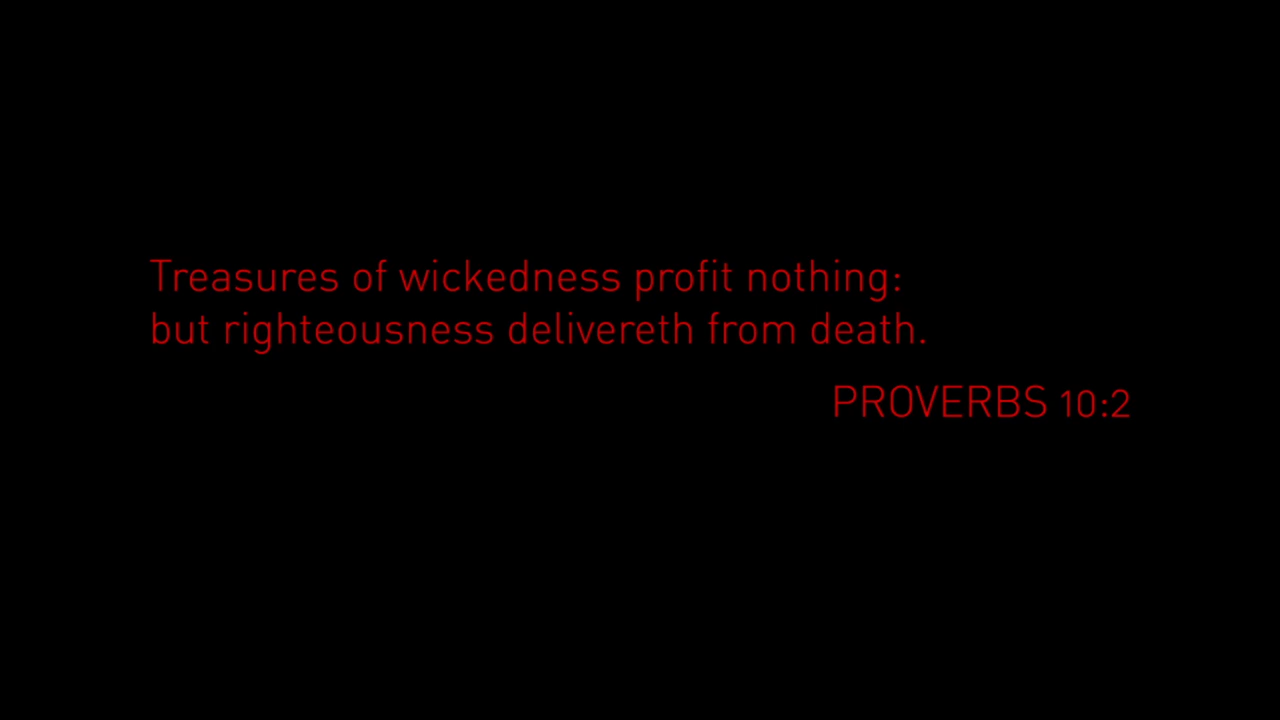 Treasures of wickedness profit nothing:
but righteousness delivereth from death.
PROVERBS 10:2